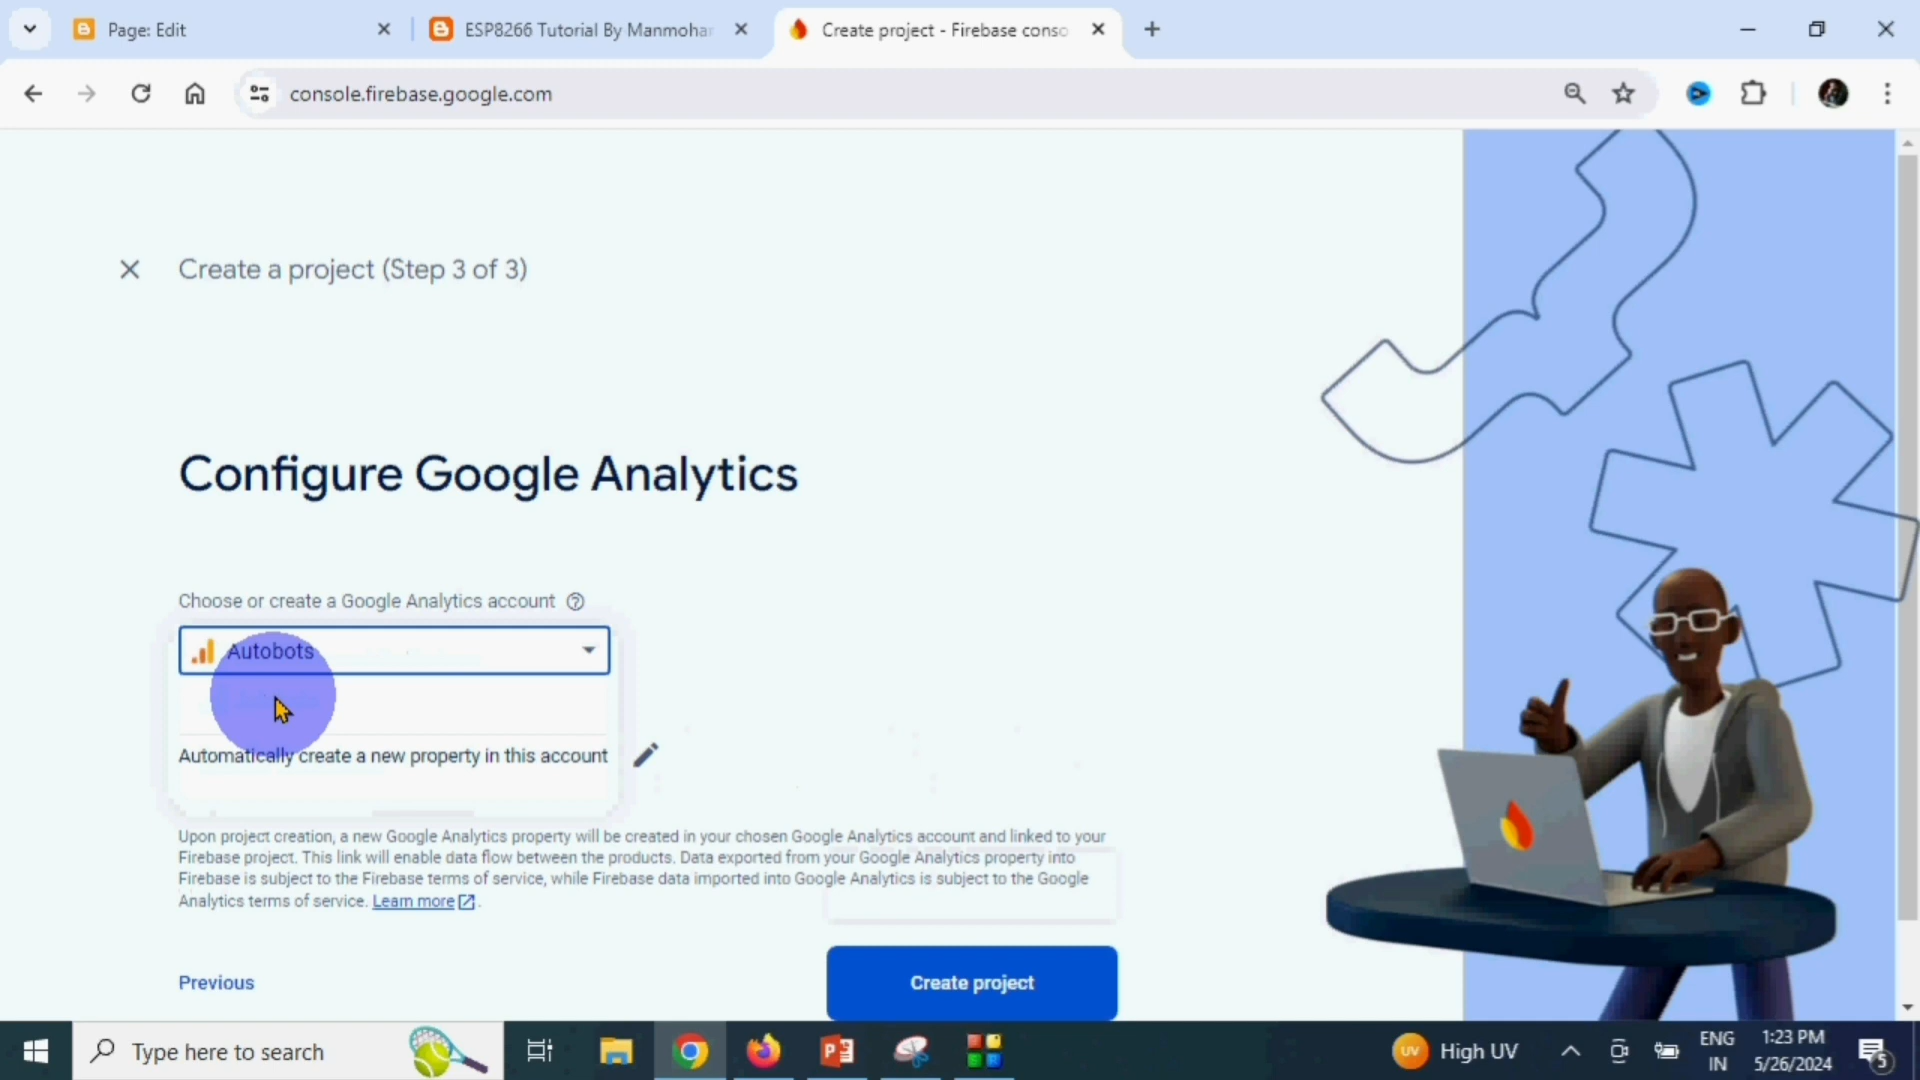 Page: Edit
ESP8266 Tutorial By Manmohar
Create project - Firebase conso
console.firebase.google.com
Create a project (Step 3 of 3)
Configure Google Analytics
Choose or create a Google Analytics account
Autobots
Automatically create a new property in this account
Upon project creation, a new Google Analytics property will be created in your chosen Google Analytics account and linked to your
Firebase project. This link will enable data flow between the products. Data exported from your Google Analytics property into
Firebase is subject to the Firebase terms of service, while Firebase data imported into Google Analytics is subject to the Google
Analytics terms of service. Learn more.
Previous
Create project
Type here to search
UV
High UV
ENG
IN
1:23 PM
5/26/2024
5